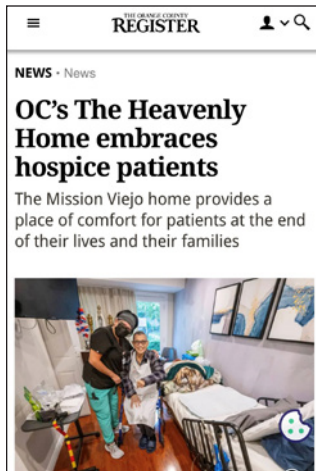 THE ORANGE COUNTY
REGISTER
NEWS • News
OC’s The Heavenly
Home embraces
hospice patients
The Mission Viejo home provides a
place of comfort for patients at the end
of their lives and their families